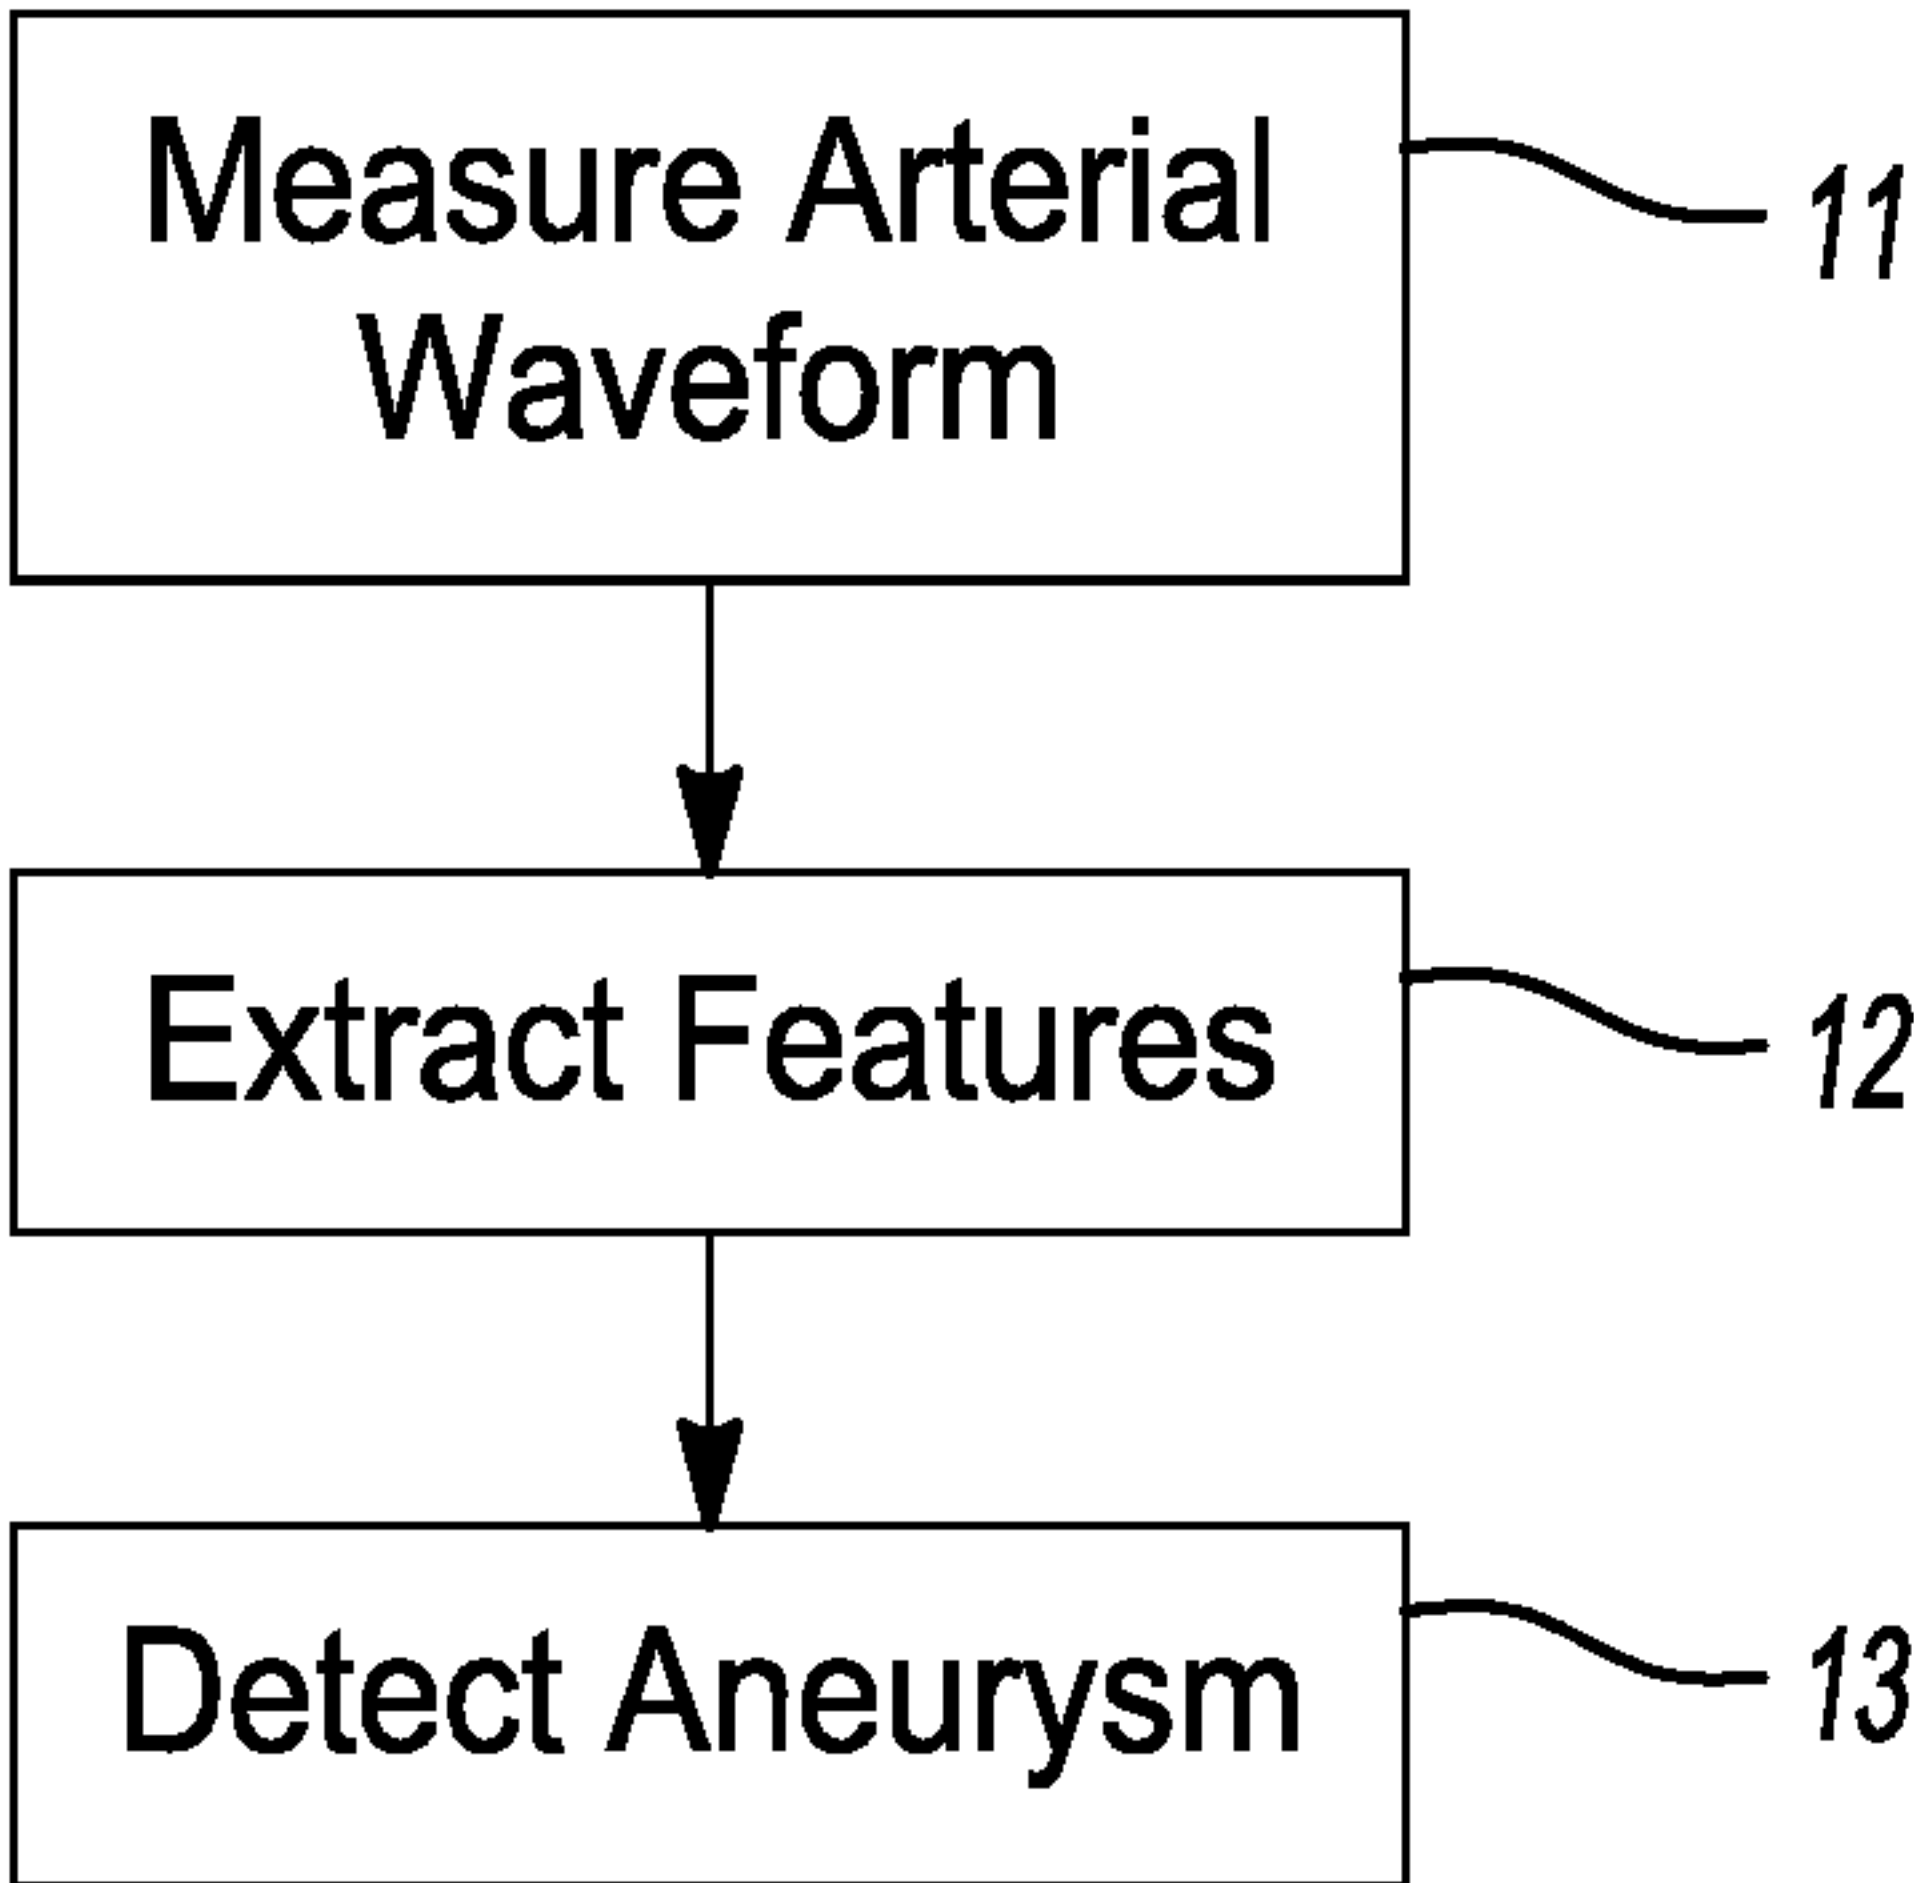 Measure Arterial
Waveform
11
Extract Features
12
Detect Aneurysm
13